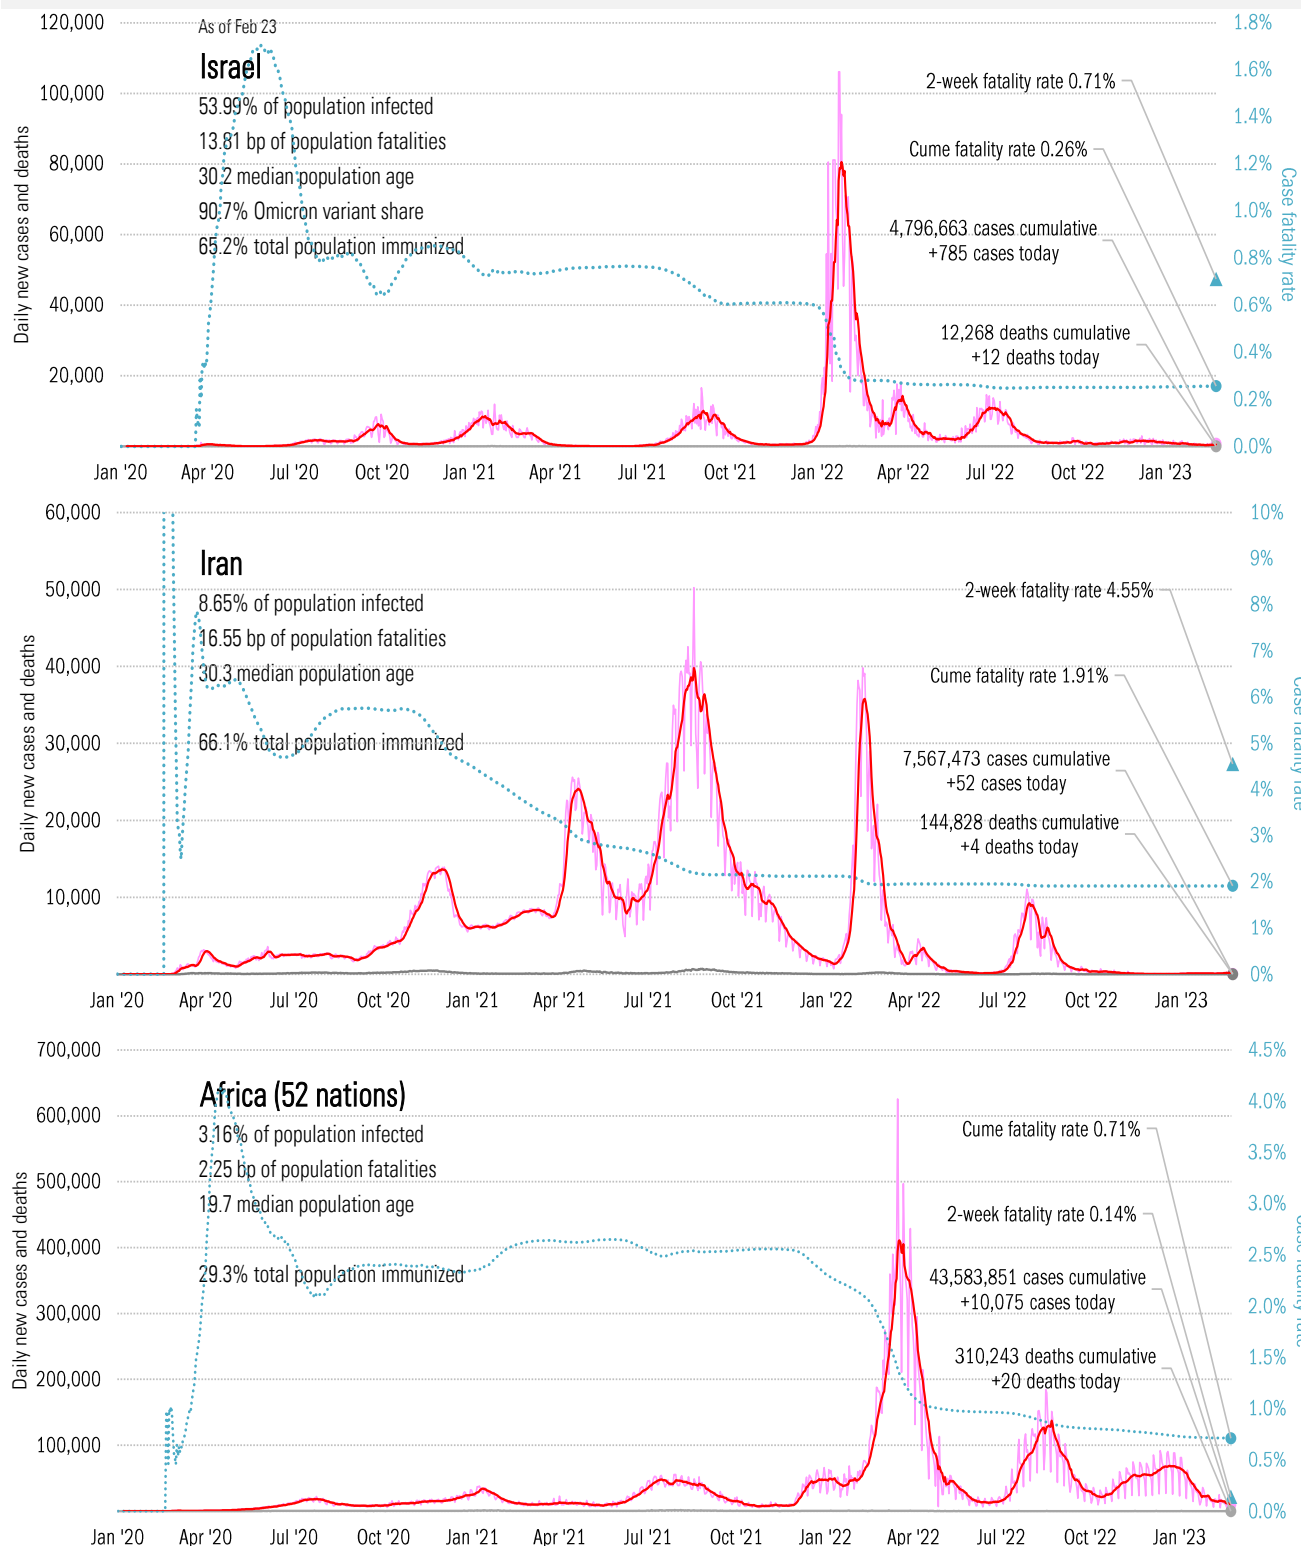 120,000
As of Feb 23
1.8%
Israel
1.6%
100,000
2-week fatality rate 0.71%
53.99% of population infected
1.4%
13.81 bp of population fatalities
Cume fatality rate 0.26%
80,000
1.2%
30.2 median population age
90.7% Omicron variant share
1.0%
60,000
4,796,663 cases cumulative
+785 cases today
65.2% total population immunized
0.8%
40,000
0.6%
12,268 deaths cumulative
+12 deaths today
0.4%
20,000
0.2%
0.0%
Daily new cases and deaths
Case fatality rate
Jan '20 Apr '20 Jul '20 Oct '20 Jan '21 Apr '21 Jul '21 Oct '21 Jan '22 Apr '22 Jul '22 Oct '22 Jan '23
60,000
10%
Iran
9%
50,000
2-week fatality rate 4.55%
8.65% of population infected
8%
16.55 bp of population fatalities
7%
40,000
30.3 median population age
Cume fatality rate 1.91%
6%
30,000
66.1% total population immunized
5%
7,567,473 cases cumulative
+52 cases today
4%
20,000
144,828 deaths cumulative
+4 deaths today
3%
2%
10,000
1%
0%
Daily new cases and deaths
Case fatality rate
Jan '20 Apr '20 Jul '20 Oct '20 Jan '21 Apr '21 Jul '21 Oct '21 Jan '22 Apr '22 Jul '22 Oct '22 Jan '23
700,000
4.5%
Africa (52 nations)
4.0%
600,000
3.16% of population infected
Cume fatality rate 0.71%
3.5%
2.25 bp of population fatalities
500,000
19.7 median population age
3.0%
2-week fatality rate 0.14%
400,000
2.5%
29.3% total population immunized
43,583,851 cases cumulative
+10,075 cases today
2.0%
300,000
310,243 deaths cumulative
+20 deaths today
1.5%
200,000
1.0%
100,000
0.5%
0.0%
Daily new cases and deaths
Case fatality rate
Jan '20 Apr '20 Jul '20 Oct '20 Jan '21 Apr '21 Jul '21 Oct '21 Jan '22 Apr '22 Jul '22 Oct '22 Jan '23